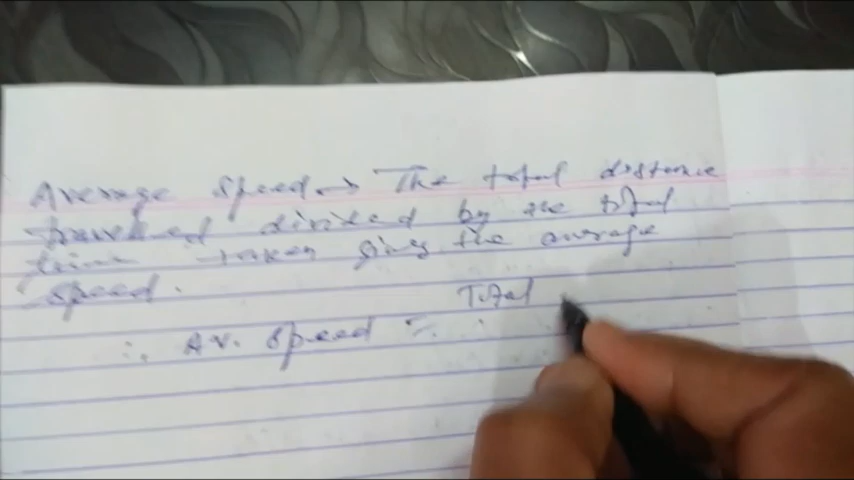 Average speed → The total distance
travelled divided by the total
time taken gives the average
speed.
Total
∴ Av. speed =